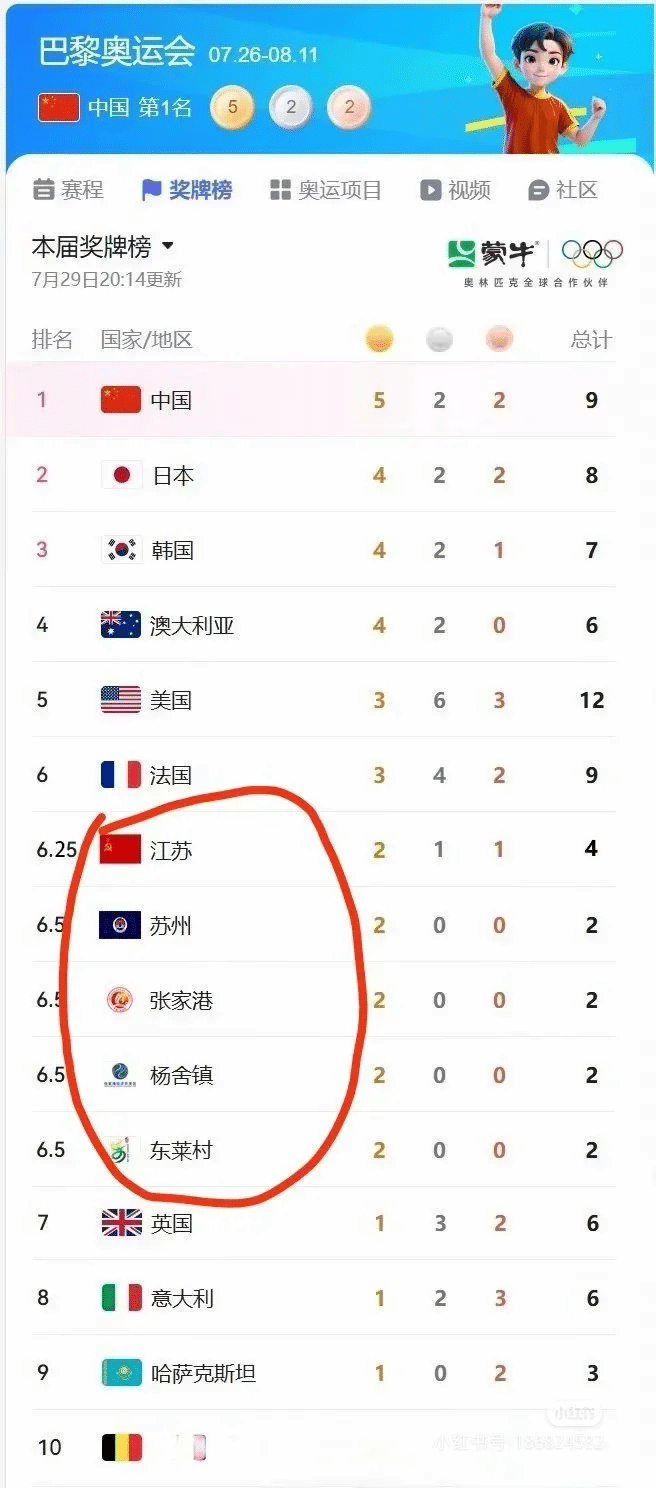 巴黎奥运会 07.26-08.11
中国 第1名 5 2 2
赛程 奖牌榜 奥运项目 视频 社区
本届奖牌榜
蒙牛
7月29日20:14更新
奥林匹克全球合作伙伴
排名 国家/地区 总计
1 中国 5 2 2 9
2 日本 4 2 2 8
3 韩国 4 2 1 7
4 澳大利亚 4 2 0 6
5 美国 3 6 3 12
6 法国 3 4 2 9
6.25 江苏 2 1 1 4
6.5 苏州 2 0 0 2
6.5 张家港 2 0 0 2
6.5 杨舍镇 2 0 0 2
6.5 东莱村 2 0 0 2
7 英国 1 3 2 6
8 意大利 1 2 3 6
9 哈萨克斯坦 1 0 2 3
小红书
10
小红书号